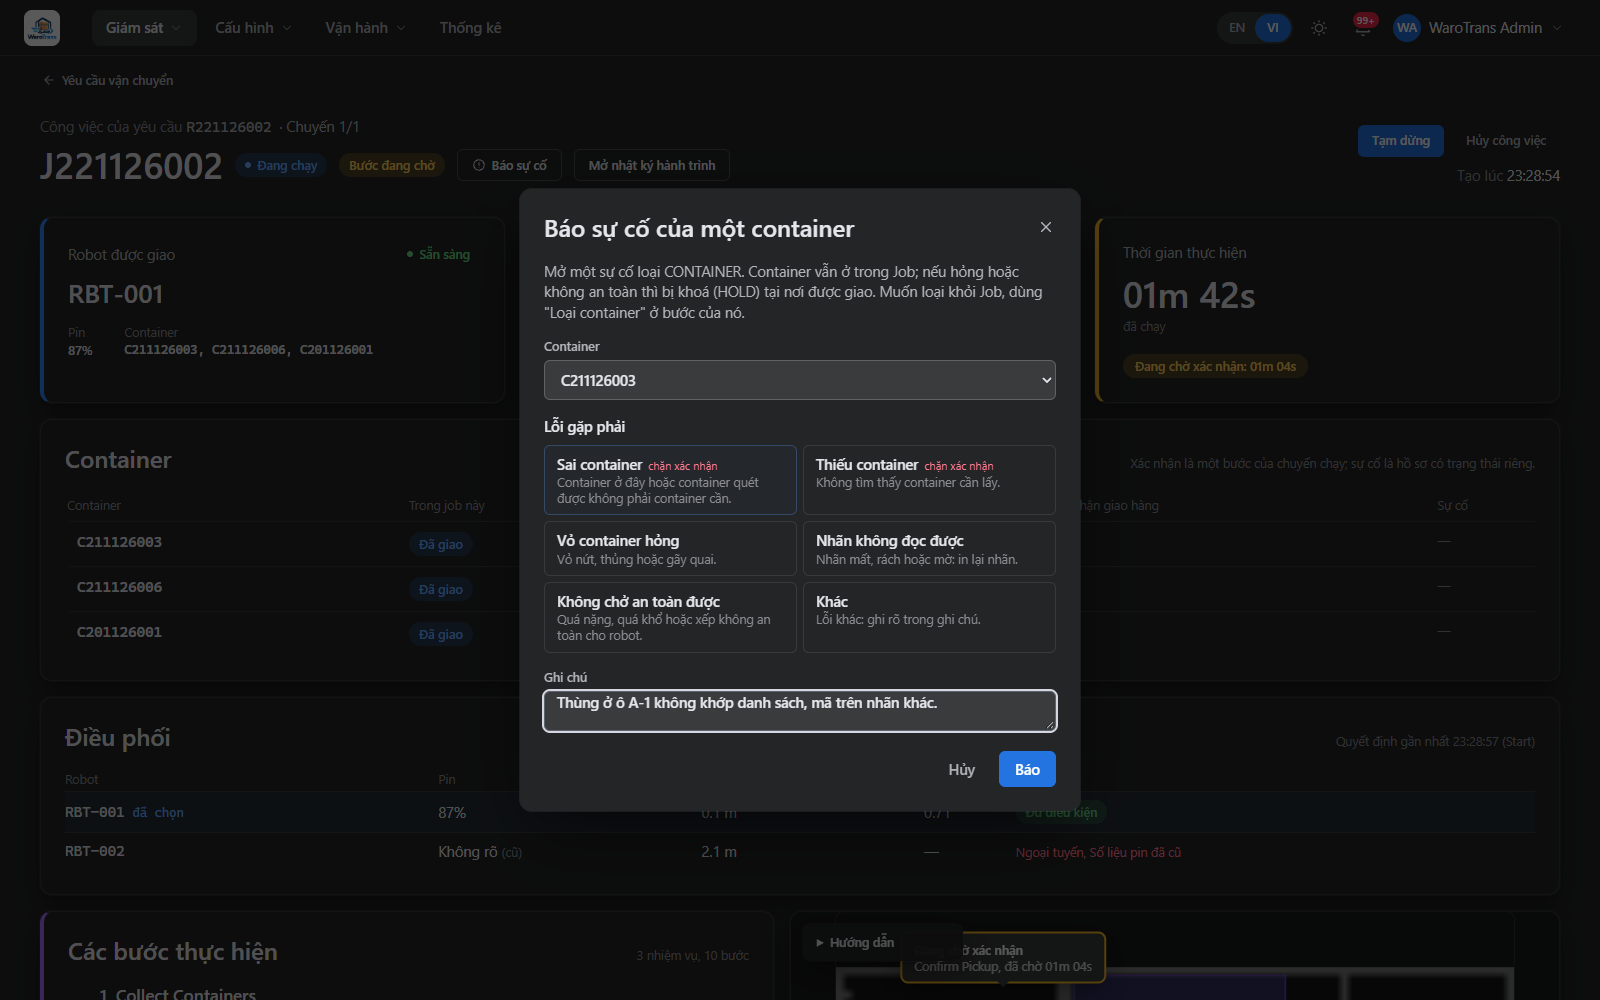 Giám sát
Cấu hình
Vận hành
Thống kê
EN
VI
99+
WA
WaroTrans Admin
Yêu cầu vận chuyển
Công việc của yêu cầu R221126002 · Chuyến 1/1
J221126002
Đang chạy
Bước đang chờ
Báo sự cố
Mở nhật ký hành trình
Tạm dừng
Hủy công việc
Tạo lúc 23:28:54
Robot được giao
Sẵn sàng
RBT-001
Pin
Container
87%
C211126003, C211126006, C201126001
Thời gian thực hiện
01m 42s
đã chạy
Đang chờ xác nhận: 01m 04s
Báo sự cố của một container
Mở một sự cố loại CONTAINER. Container vẫn ở trong Job; nếu hỏng hoặc
không an toàn thì bị khoá (HOLD) tại nơi được giao. Muốn loại khỏi Job, dùng
"Loại container" ở bước của nó.
Container
C211126003
Lỗi gặp phải
Sai container chặn xác nhận
Container ở đây hoặc container quét
được không phải container cần.
Thiếu container chặn xác nhận
Không tìm thấy container cần lấy.
Vỏ container hỏng
Vỏ nứt, thủng hoặc gãy quai.
Nhãn không đọc được
Nhãn mất, rách hoặc mờ: in lại nhãn.
Không chở an toàn được
Quá nặng, quá khổ hoặc xếp không an
toàn cho robot.
Khác
Lỗi khác: ghi rõ trong ghi chú.
Ghi chú
Thùng ở ô A-1 không khớp danh sách, mã trên nhãn khác.
Hủy
Báo
Container
Xác nhận là một bước của chuyến chạy; sự cố là hồ sơ có trạng thái riêng.
Container
Trong job này
giao hàng
Sự cố
C211126003
Đã giao
—
C211126006
Đã giao
—
C201126001
Đã giao
—
Điều phối
Quyết định gần nhất 23:28:57 (Start)
Robot
Pin
RBT-001 đã chọn
87%
0.1 m
0.71
Đủ điều kiện
RBT-002
Không rõ (cũ)
2.1 m
—
Ngoại tuyến, Số liệu pin đã cũ
Các bước thực hiện
3 nhiệm vụ, 10 bước
1. Collect Containers
Hướng dẫn
xác nhận
Confirm Pickup, đã chờ 01m 04s